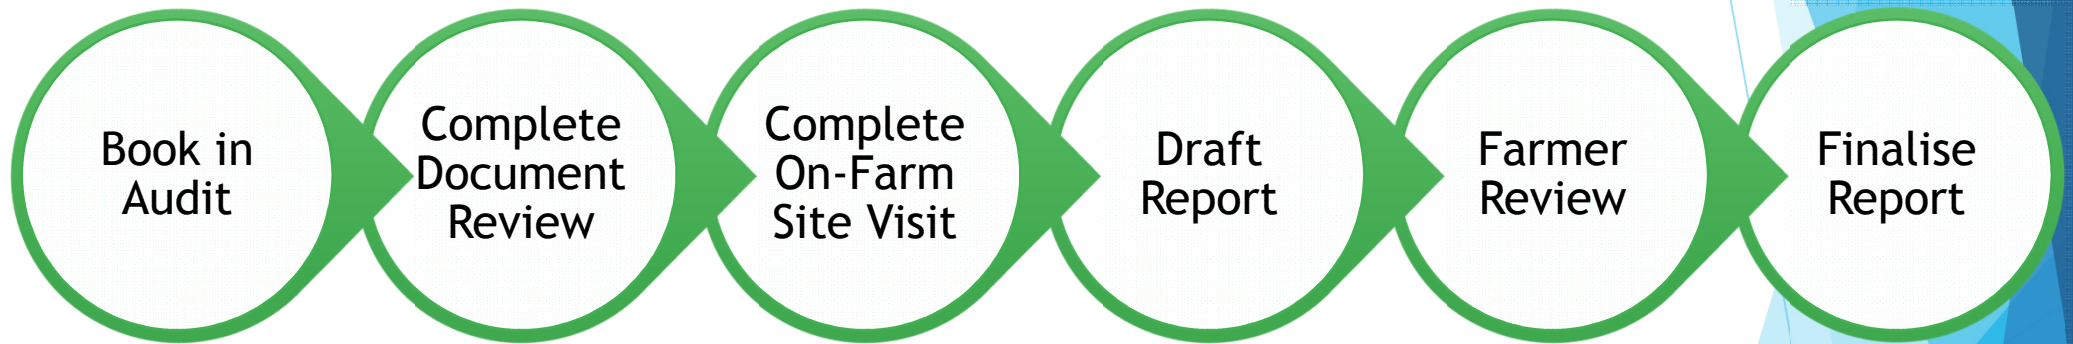 Book in
Audit
Complete
Document
Review
Complete
On-Farm
Site Visit
Draft
Report
Farmer
Review
Finalise
Report